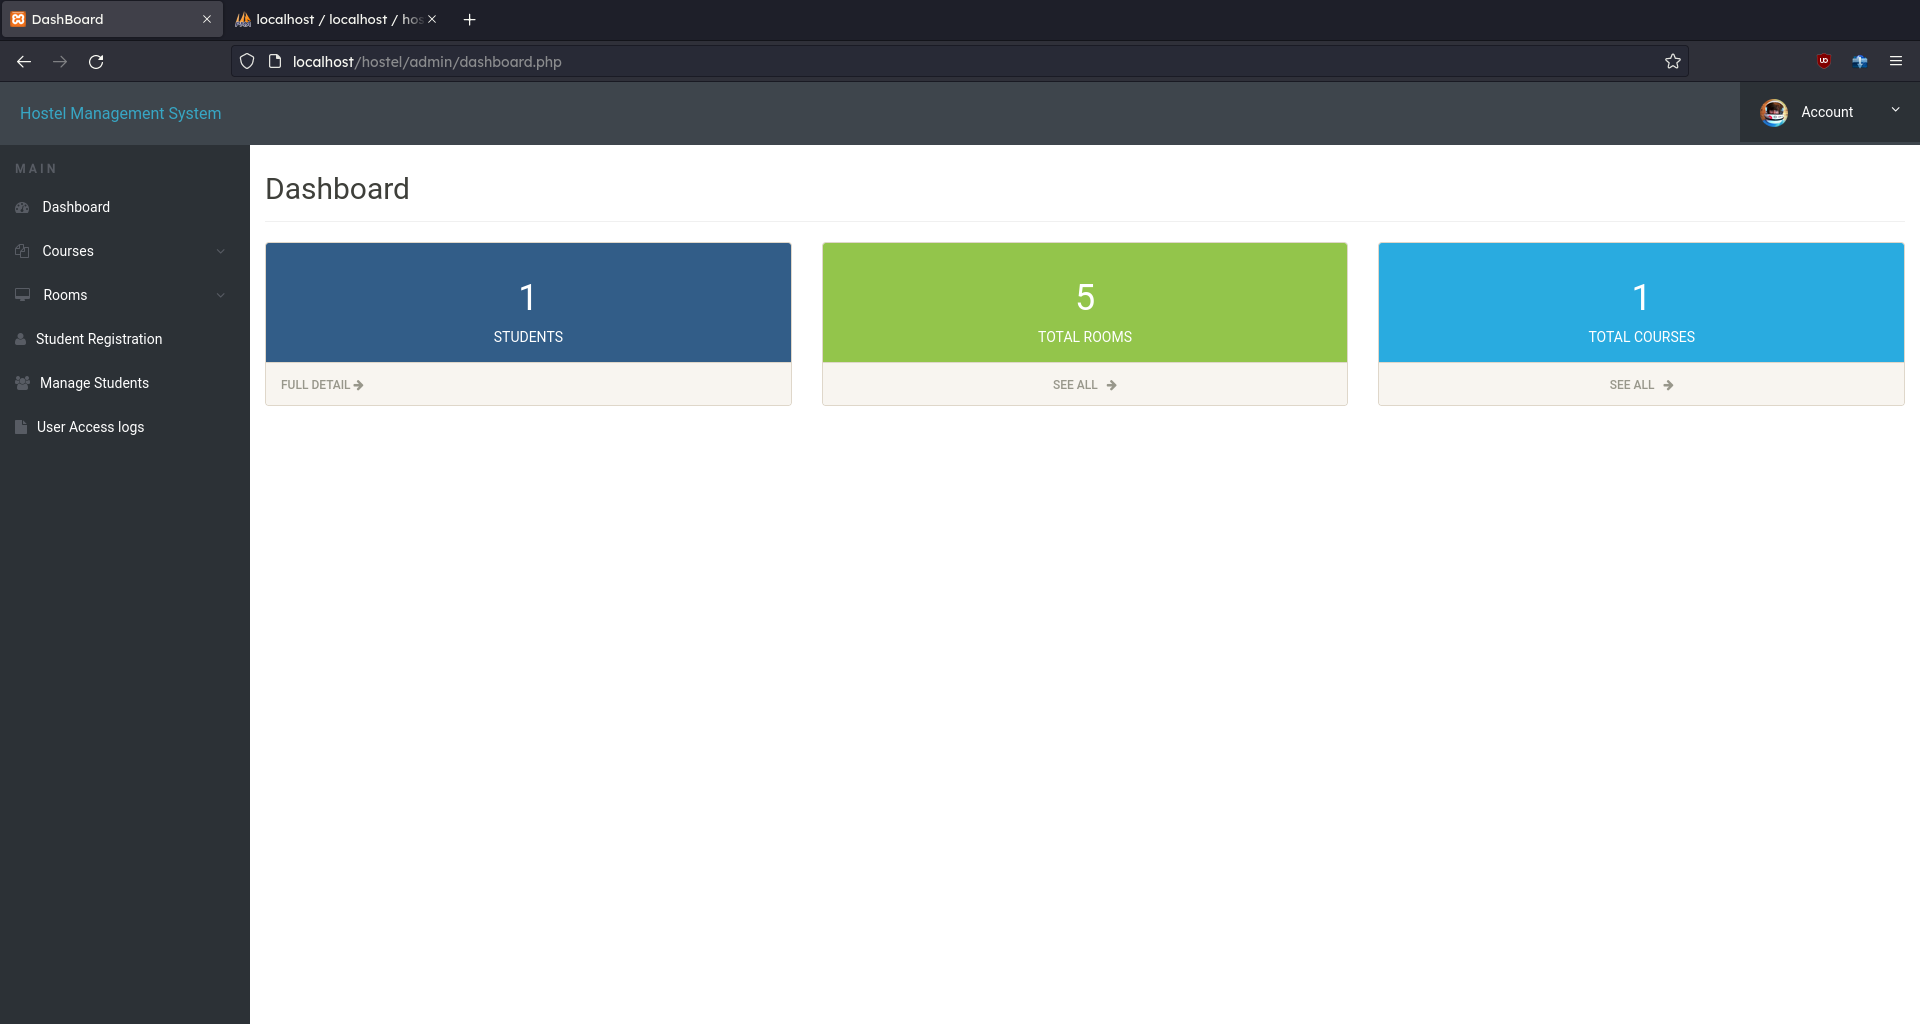 DashBoard
localhost / localhost / hos
localhost/hostel/admin/dashboard.php
Hostel Management System
Account
MAIN
Dashboard
Courses
Rooms
Student Registration
Manage Students
User Access logs
Dashboard
1
STUDENTS
FULL DETAIL
5
TOTAL ROOMS
SEE ALL
1
TOTAL COURSES
SEE ALL